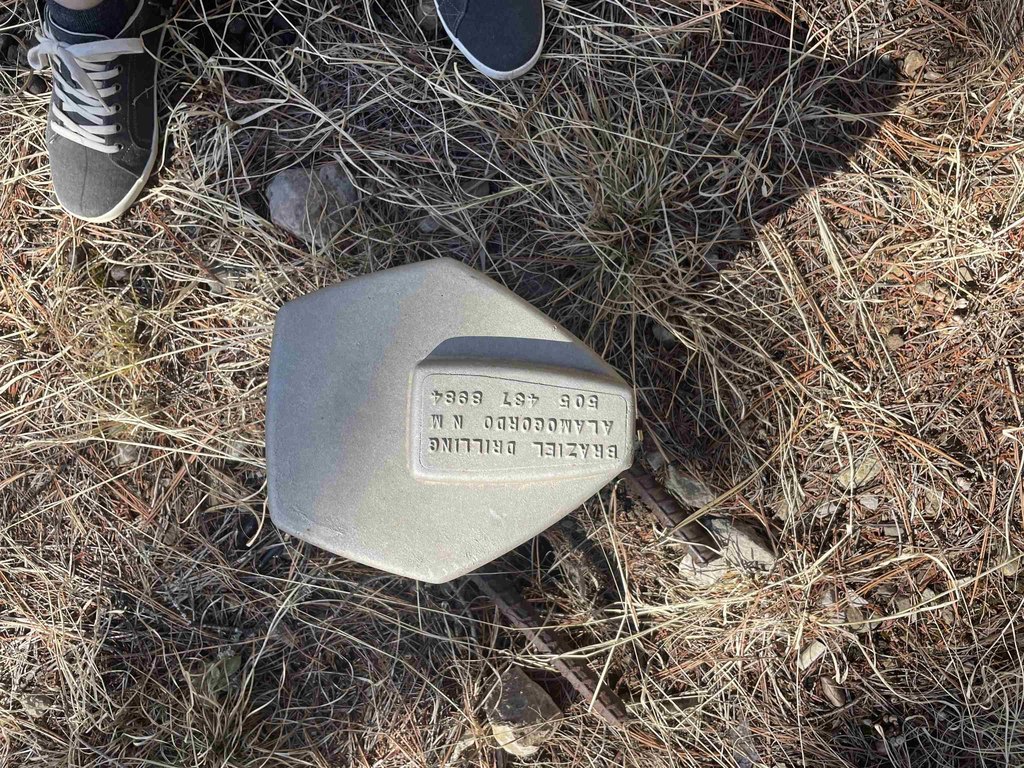 BRAZIEL DRILLING
ALAMOGORDO N M
505 437 8984